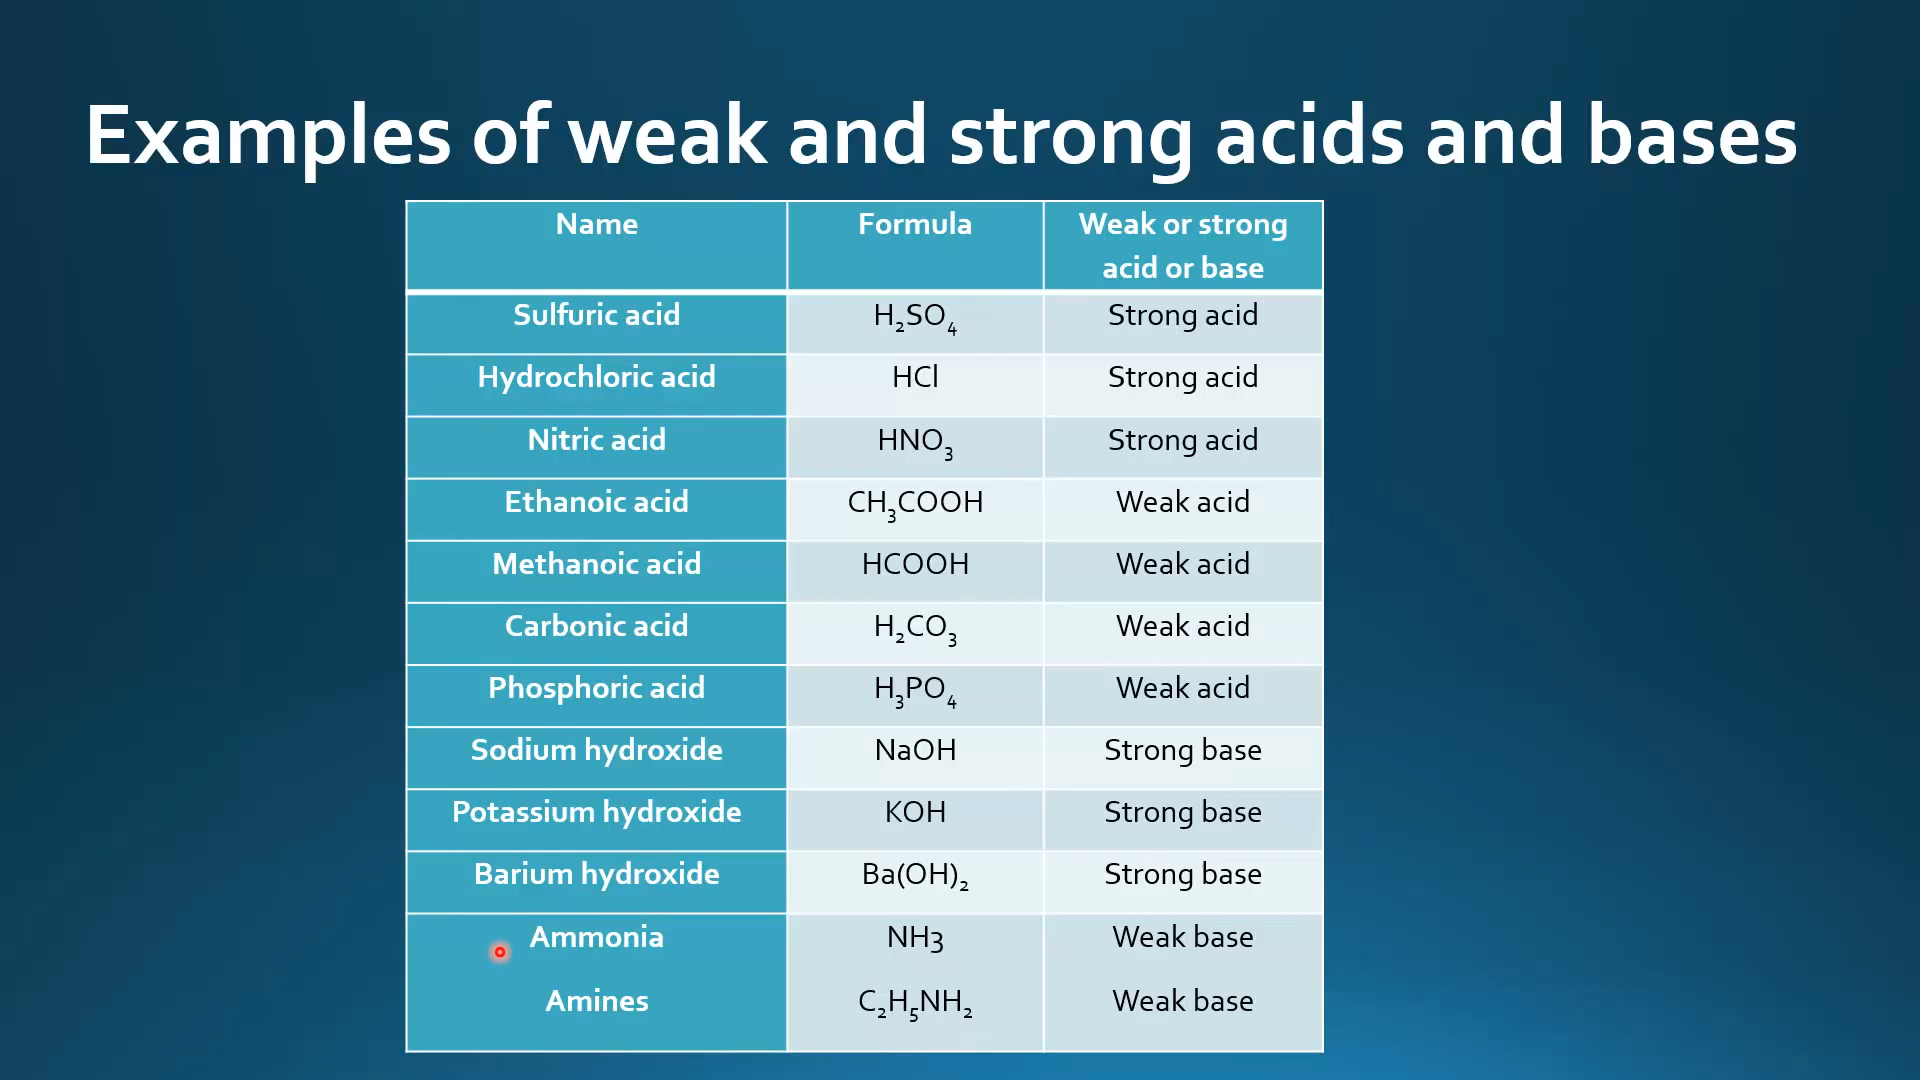 Examples of weak and strong acids and bases
Name Formula Weak or strong
acid or base
Sulfuric acid H₂SO₄ Strong acid
Hydrochloric acid HCl Strong acid
Nitric acid HNO₃ Strong acid
Ethanoic acid CH₃COOH Weak acid
Methanoic acid HCOOH Weak acid
Carbonic acid H₂CO₃ Weak acid
Phosphoric acid H₃PO₄ Weak acid
Sodium hydroxide NaOH Strong base
Potassium hydroxide KOH Strong base
Barium hydroxide Ba(OH)₂ Strong base
Ammonia NH3 Weak base
Amines C₂H₅NH₂ Weak base